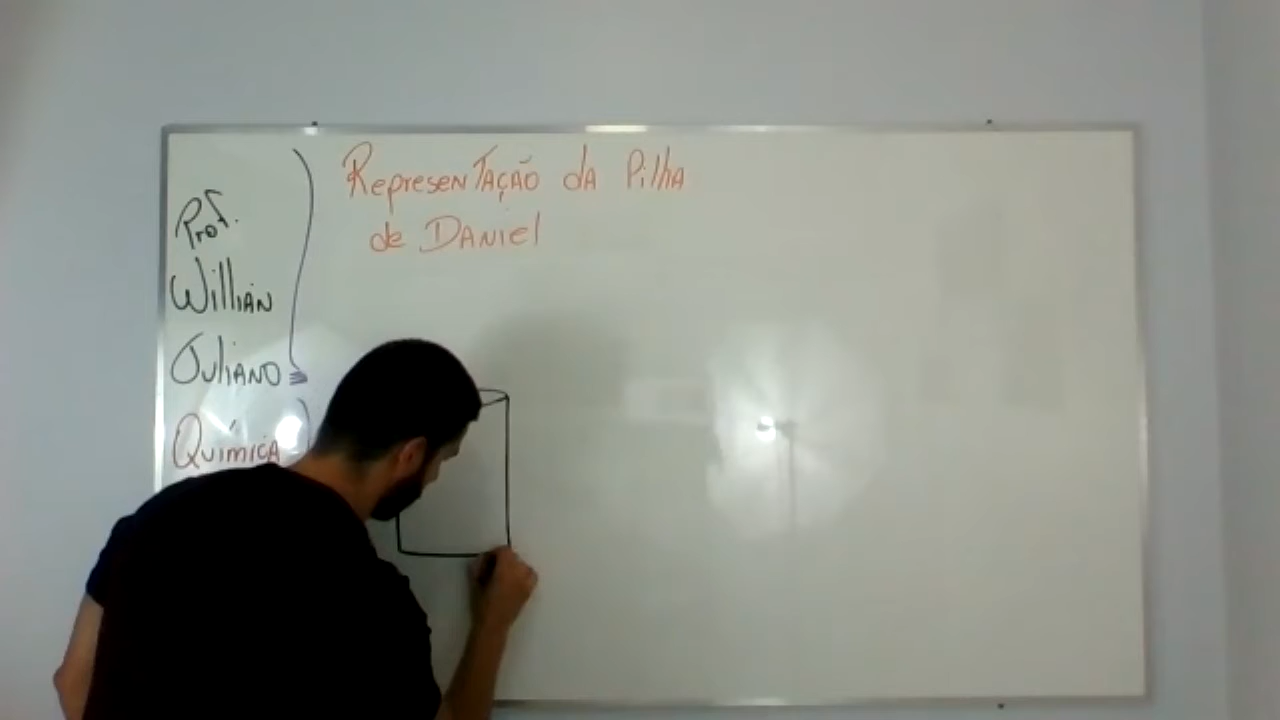 Prof.
Willian
Juliano
Química
Representação da Pilha
de Daniel